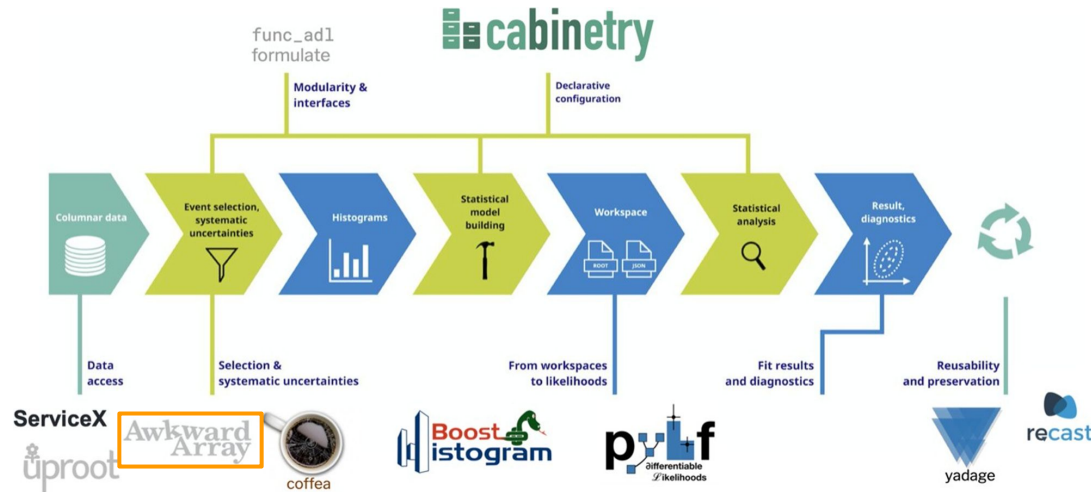 func_adl
formulate
cabinetry
Modularity &
interfaces
Declarative
configuration
Columnar data
Event selection,
systematic
uncertainties
Histograms
Statistical
model
building
Workspace
ROOT
JSON
Statistical
analysis
Result,
diagnostics
Data
access
Selection &
systematic uncertainties
From workspaces
to likelihoods
Fit results
and diagnostics
Reusability
and preservation
ServiceX
uproot
Awkward
Array
coffea
Boost
Histogram
pyhf
differentiable
Likelihoods
yadage
recast